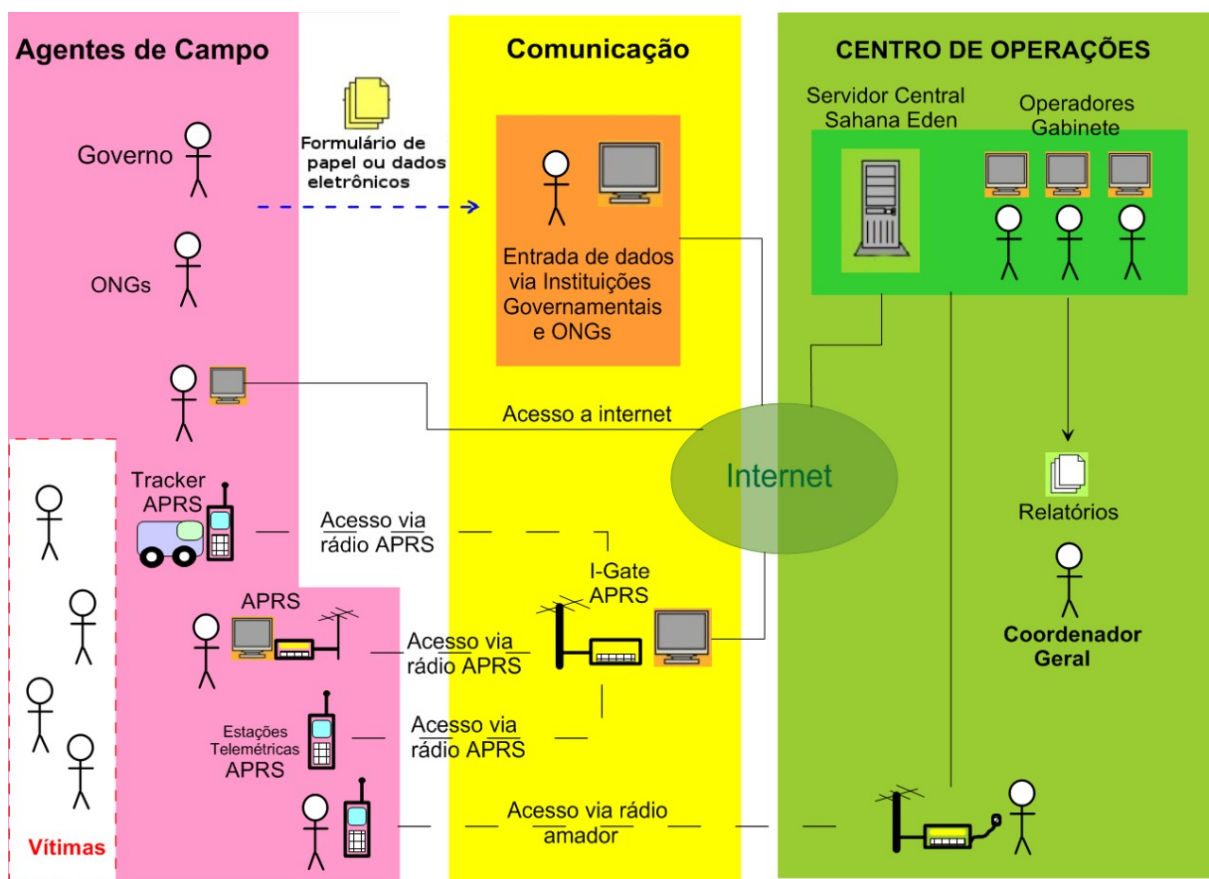 Agentes de Campo
Comunicação
CENTRO DE OPERAÇÕES
Governo
ONGs
Formulário de
papel ou dados
eletrônicos
Entrada de dados
via Instituições
Governamentais
e ONGs
Servidor Central
Sahana Eden
Operadores
Gabinete
Acesso a internet
Internet
Relatórios
Coordenador
Geral
Tracker
APRS
Acesso via
rádio APRS
I-Gate
APRS
APRS
Acesso via
rádio APRS
Estações
Telemétricas
APRS
Acesso via
rádio APRS
Acesso via rádio
amador
Vítimas